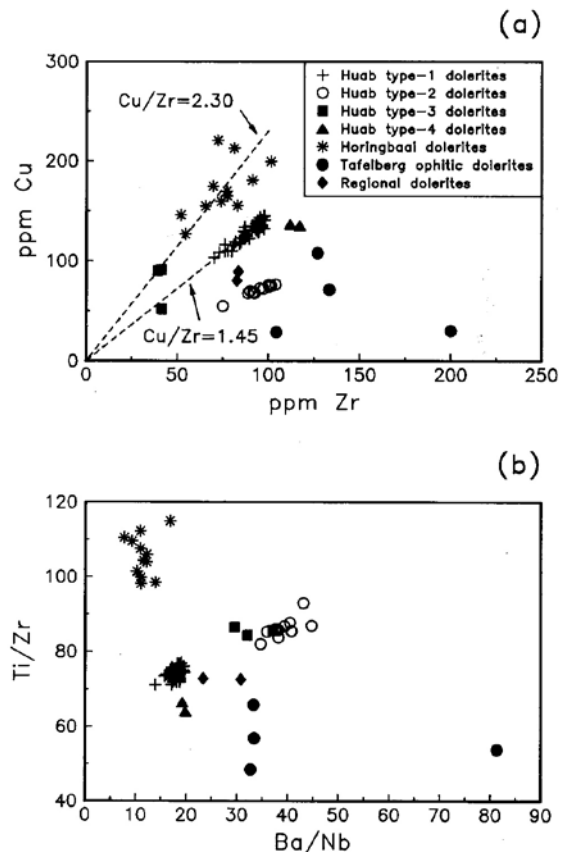 (a)
300
250
200
150
100
50
0
ppm Cu
Cu/Zr=2.30
Cu/Zr=1.45
Huab type-1 dolerites
Huab type-2 dolerites
Huab type-3 dolerites
Huab type-4 dolerites
Horingbaai dolerites
Tafelberg ophitic dolerites
Regional dolerites
0 50 100 150 200 250
ppm Zr
(b)
120
100
80
60
40
Ti/Zr
0 10 20 30 40 50 60 70 80 90
Ba/Nb